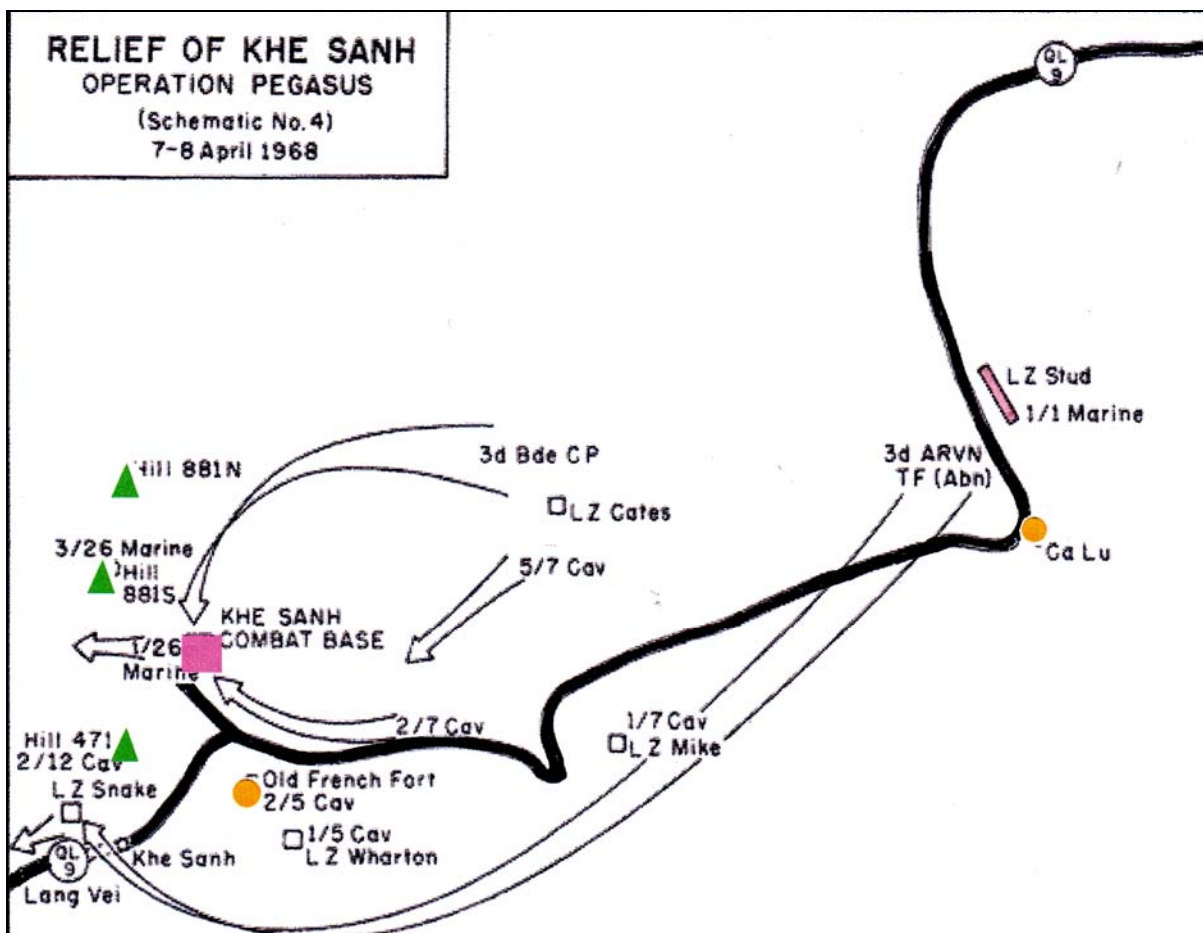 RELIEF OF KHE SANH
OPERATION PEGASUS
(Schematic No. 4)
7-8 April 1968
QL
9
LZ Stud
1/1 Marine
3d Bde CP
3d ARVN
TF (Abn)
Hill 881N
LZ Cates
Ca Lu
3/26 Marine
Hill
881S
5/7 Cav
KHE SANH
COMBAT BASE
1/26
Marine
2/7 Cav
1/7 Cav
LZ Mike
Hill 471
2/12 Cav
LZ Snake
Old French Fort
2/5 Cav
1/5 Cav
LZ Wharton
Khe Sanh
QL
9
Lang Vei